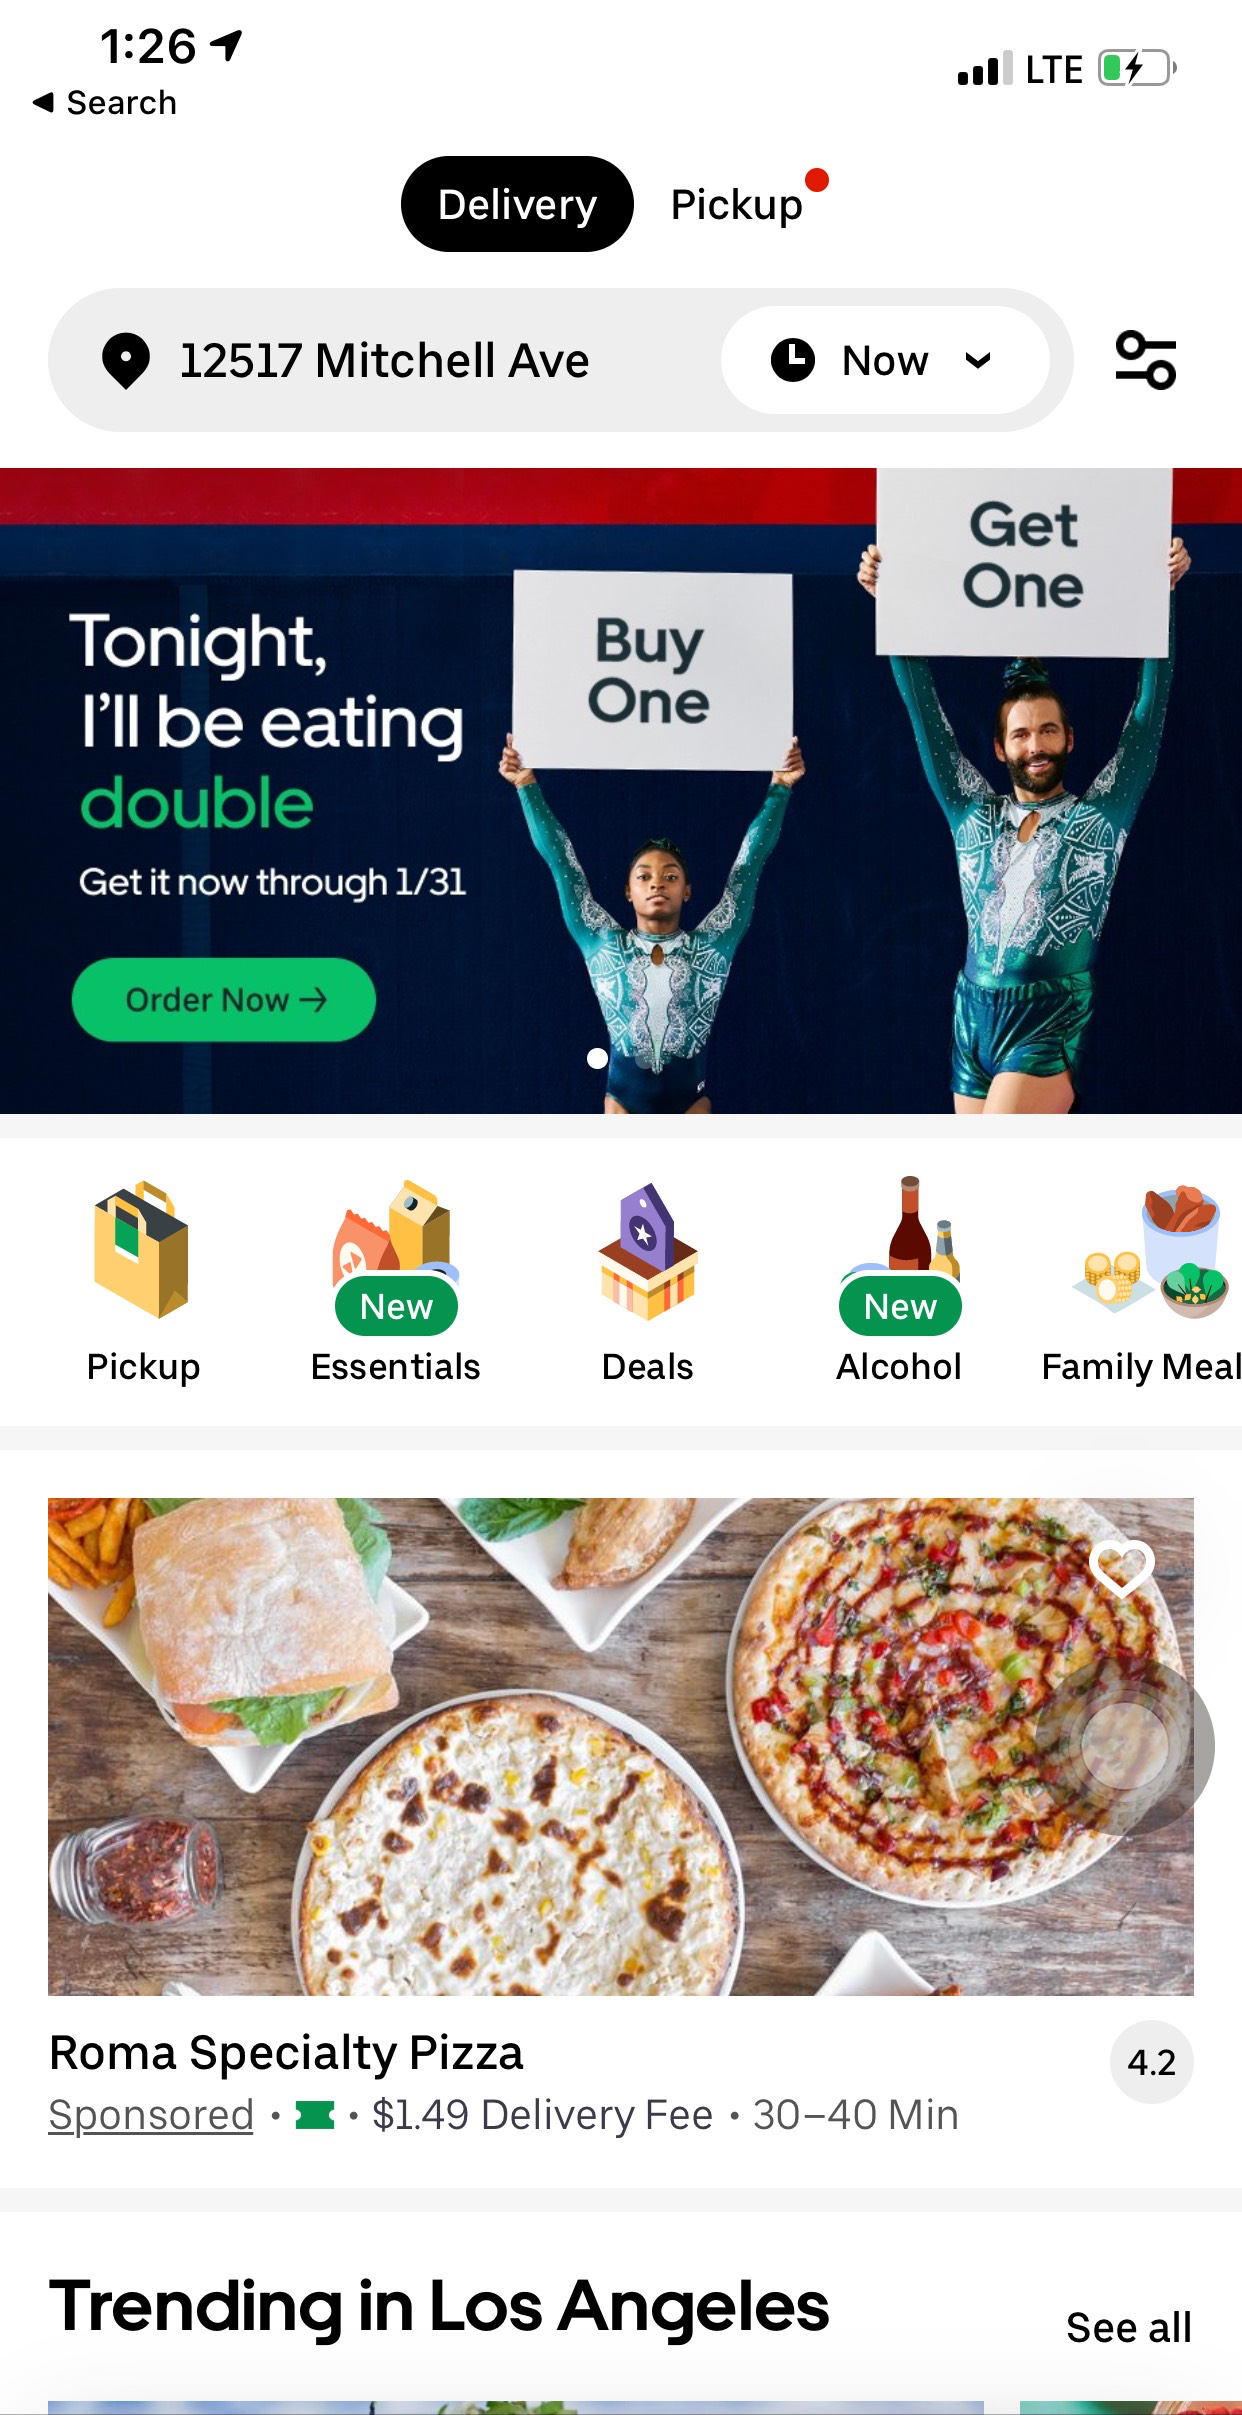 1:26
LTE
Search
Delivery
Pickup
12517 Mitchell Ave
Now
Tonight,
I'll be eating
double
Get it now through 1/31
Order Now →
Buy
One
Get
One
New
New
Pickup
Essentials
Deals
Alcohol
Family Meal
Roma Specialty Pizza
4.2
Sponsored • • $1.49 Delivery Fee • 30–40 Min
Trending in Los Angeles
See all